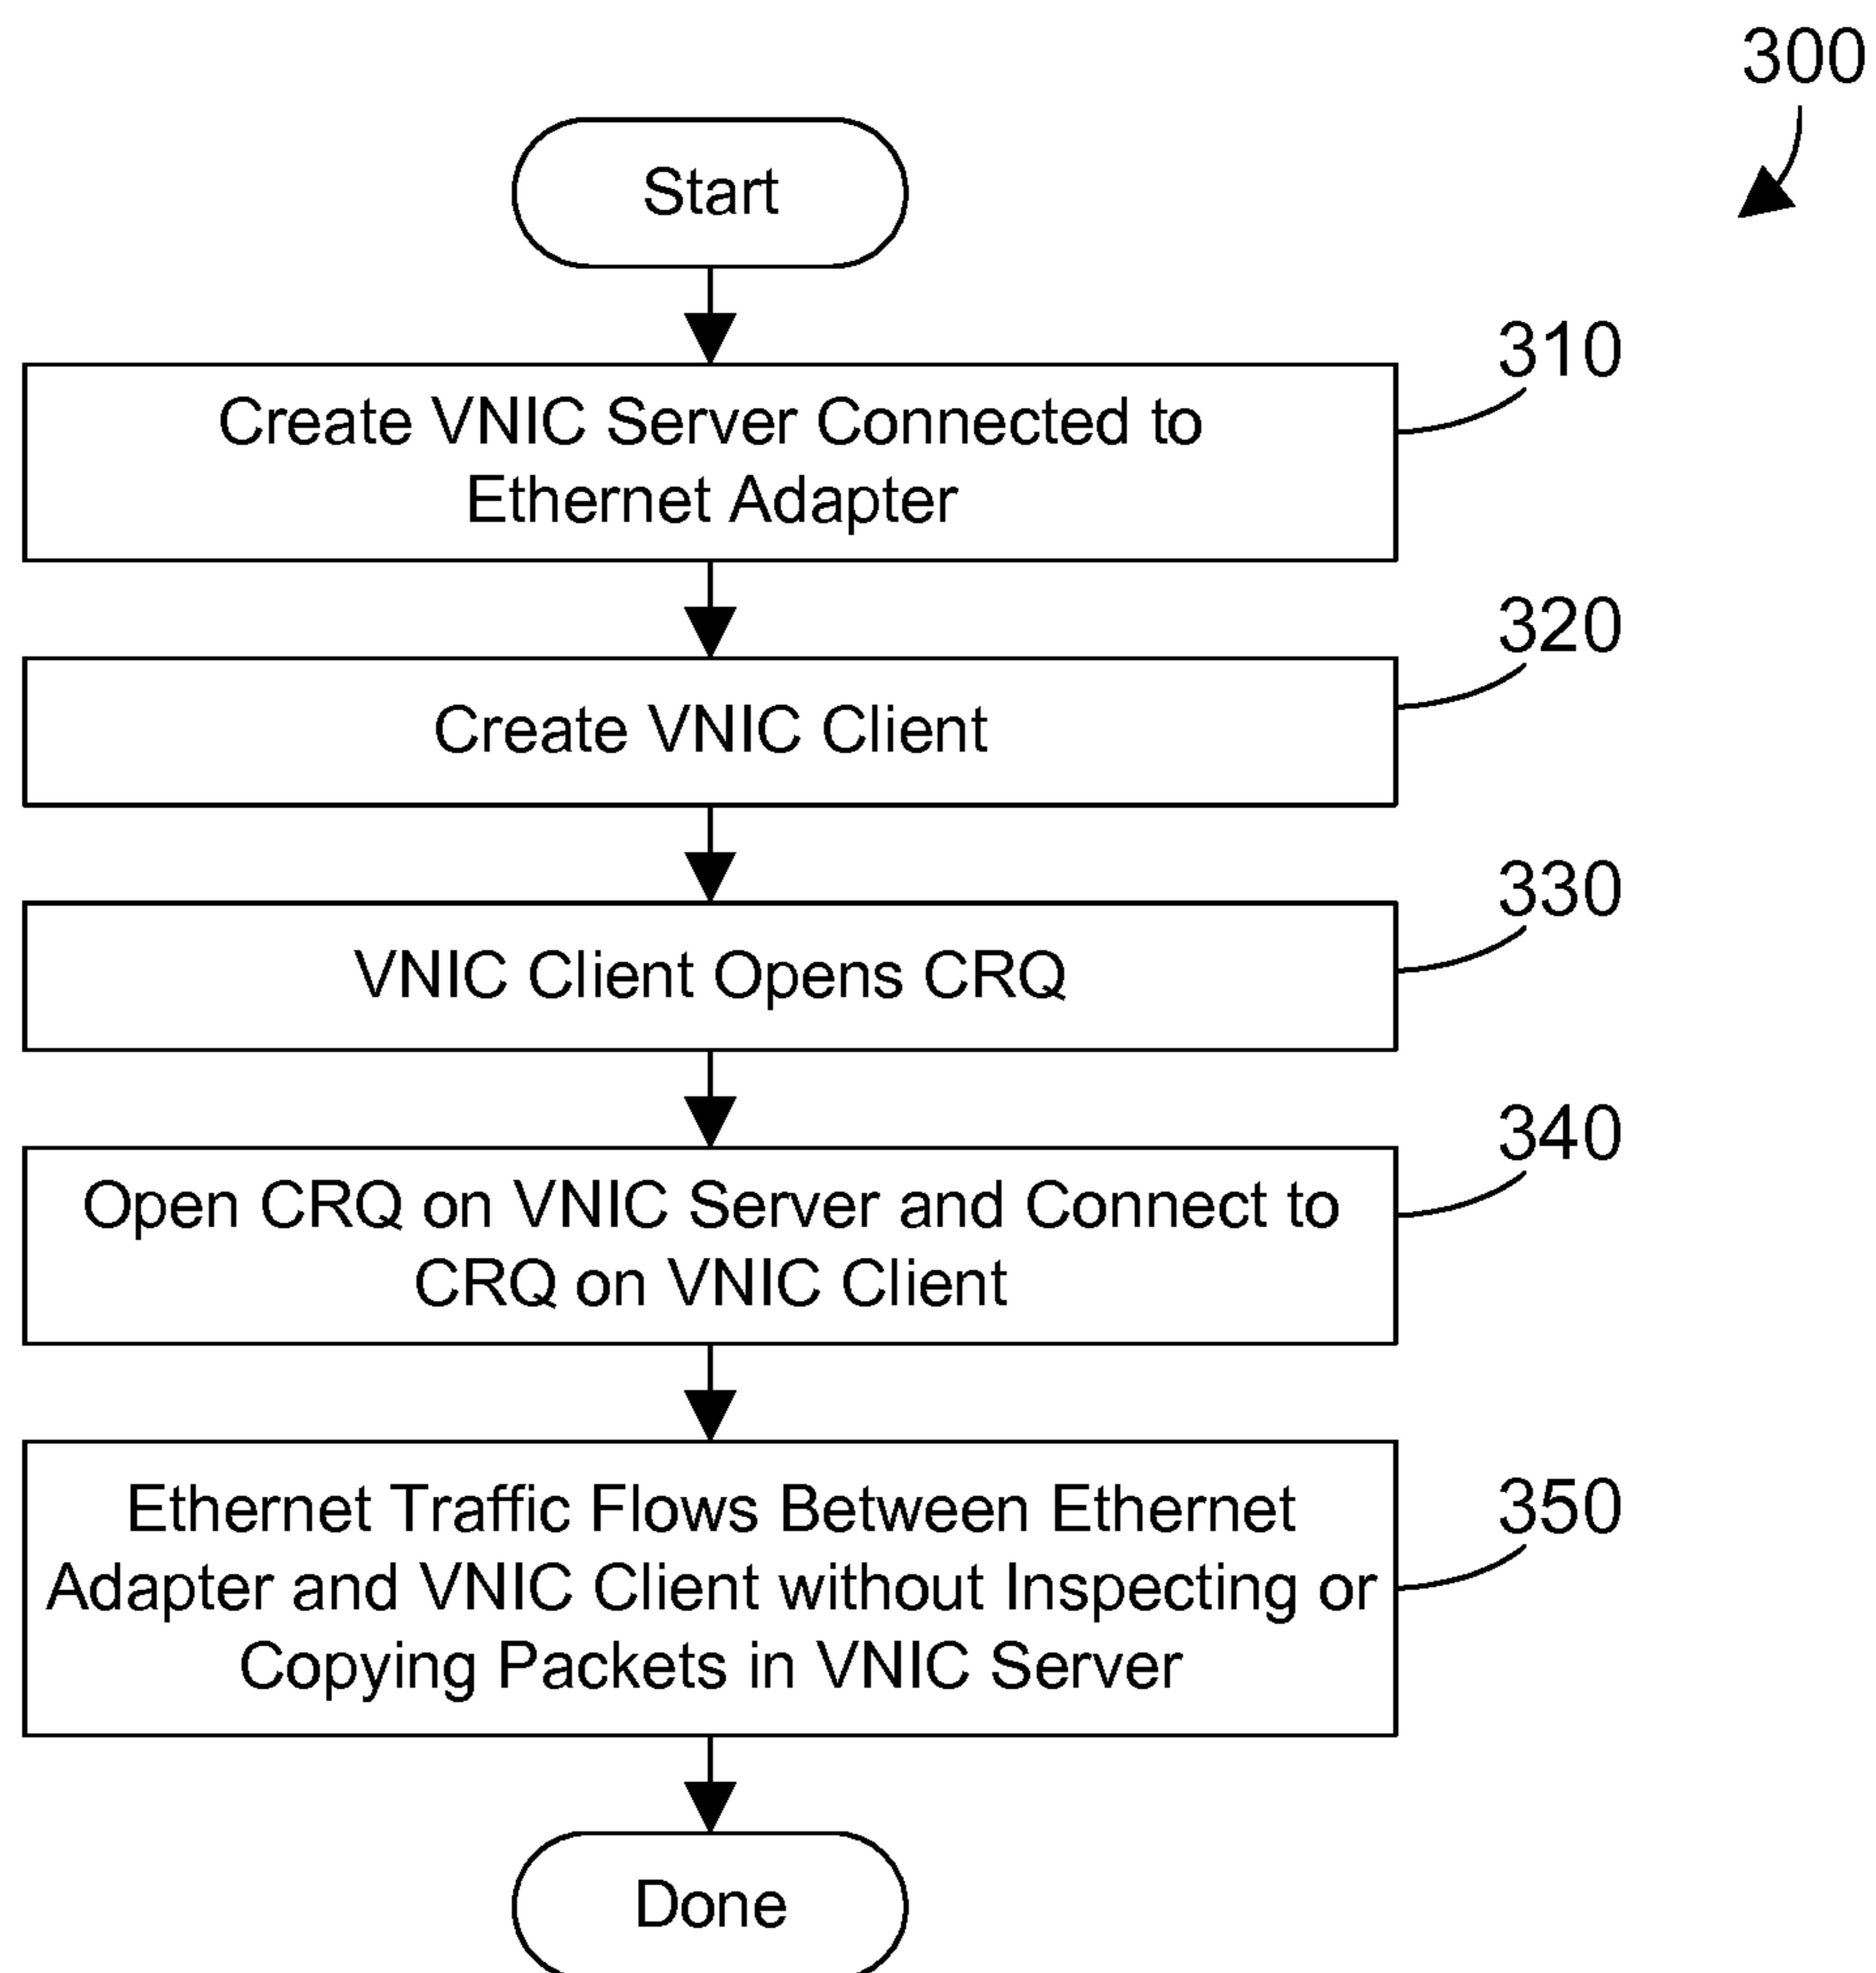 300
Start
310
Create VNIC Server Connected to
Ethernet Adapter
320
Create VNIC Client
330
VNIC Client Opens CRQ
340
Open CRQ on VNIC Server and Connect to
CRQ on VNIC Client
350
Ethernet Traffic Flows Between Ethernet
Adapter and VNIC Client without Inspecting or
Copying Packets in VNIC Server
Done